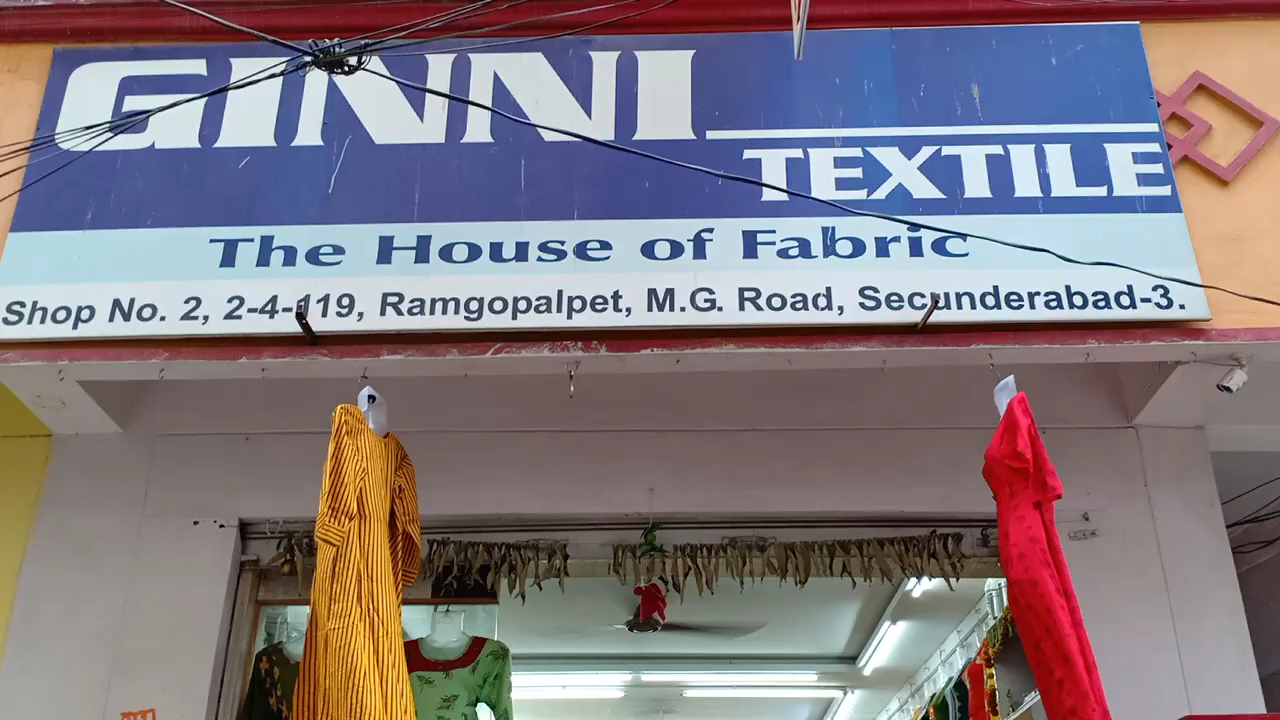 GINNI
TEXTILE
The House of Fabric
Shop No. 2, 2-4-119, Ramgopalpet, M.G. Road, Secunderabad-3.